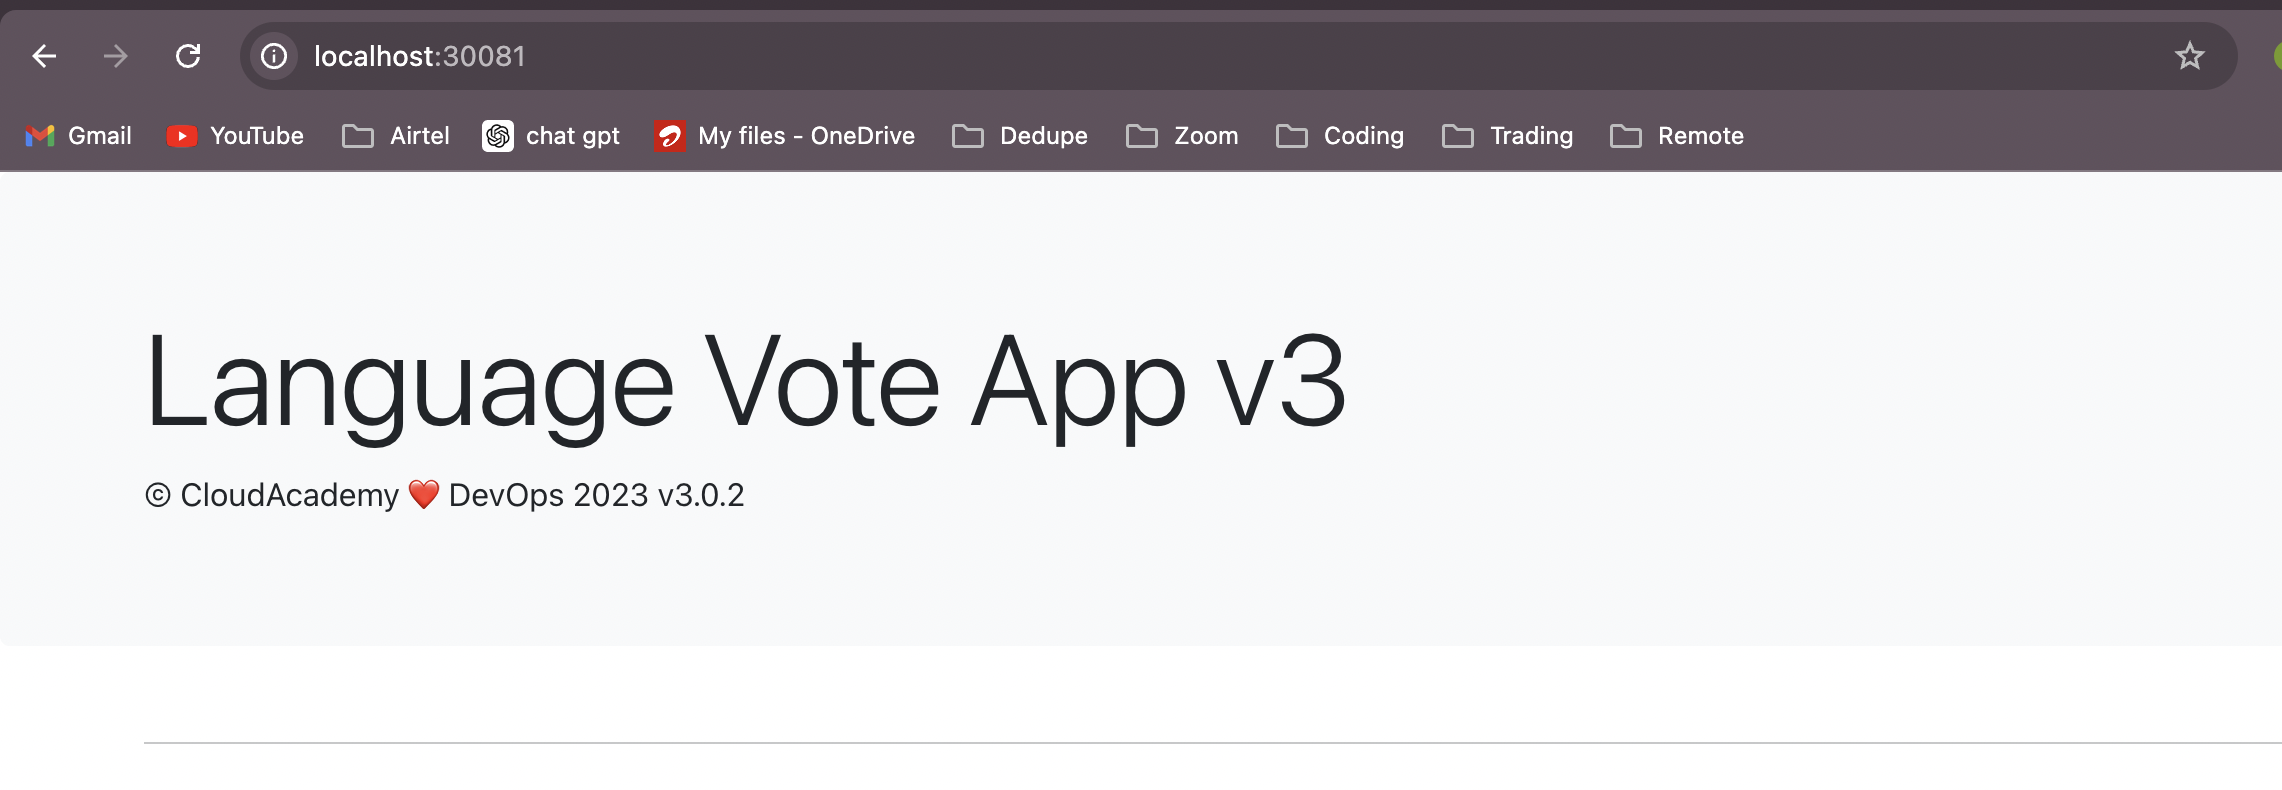 localhost:30081
Gmail YouTube Airtel chat gpt My files - OneDrive Dedupe Zoom Coding Trading Remote
Language Vote App v3
© CloudAcademy ❤️ DevOps 2023 v3.0.2